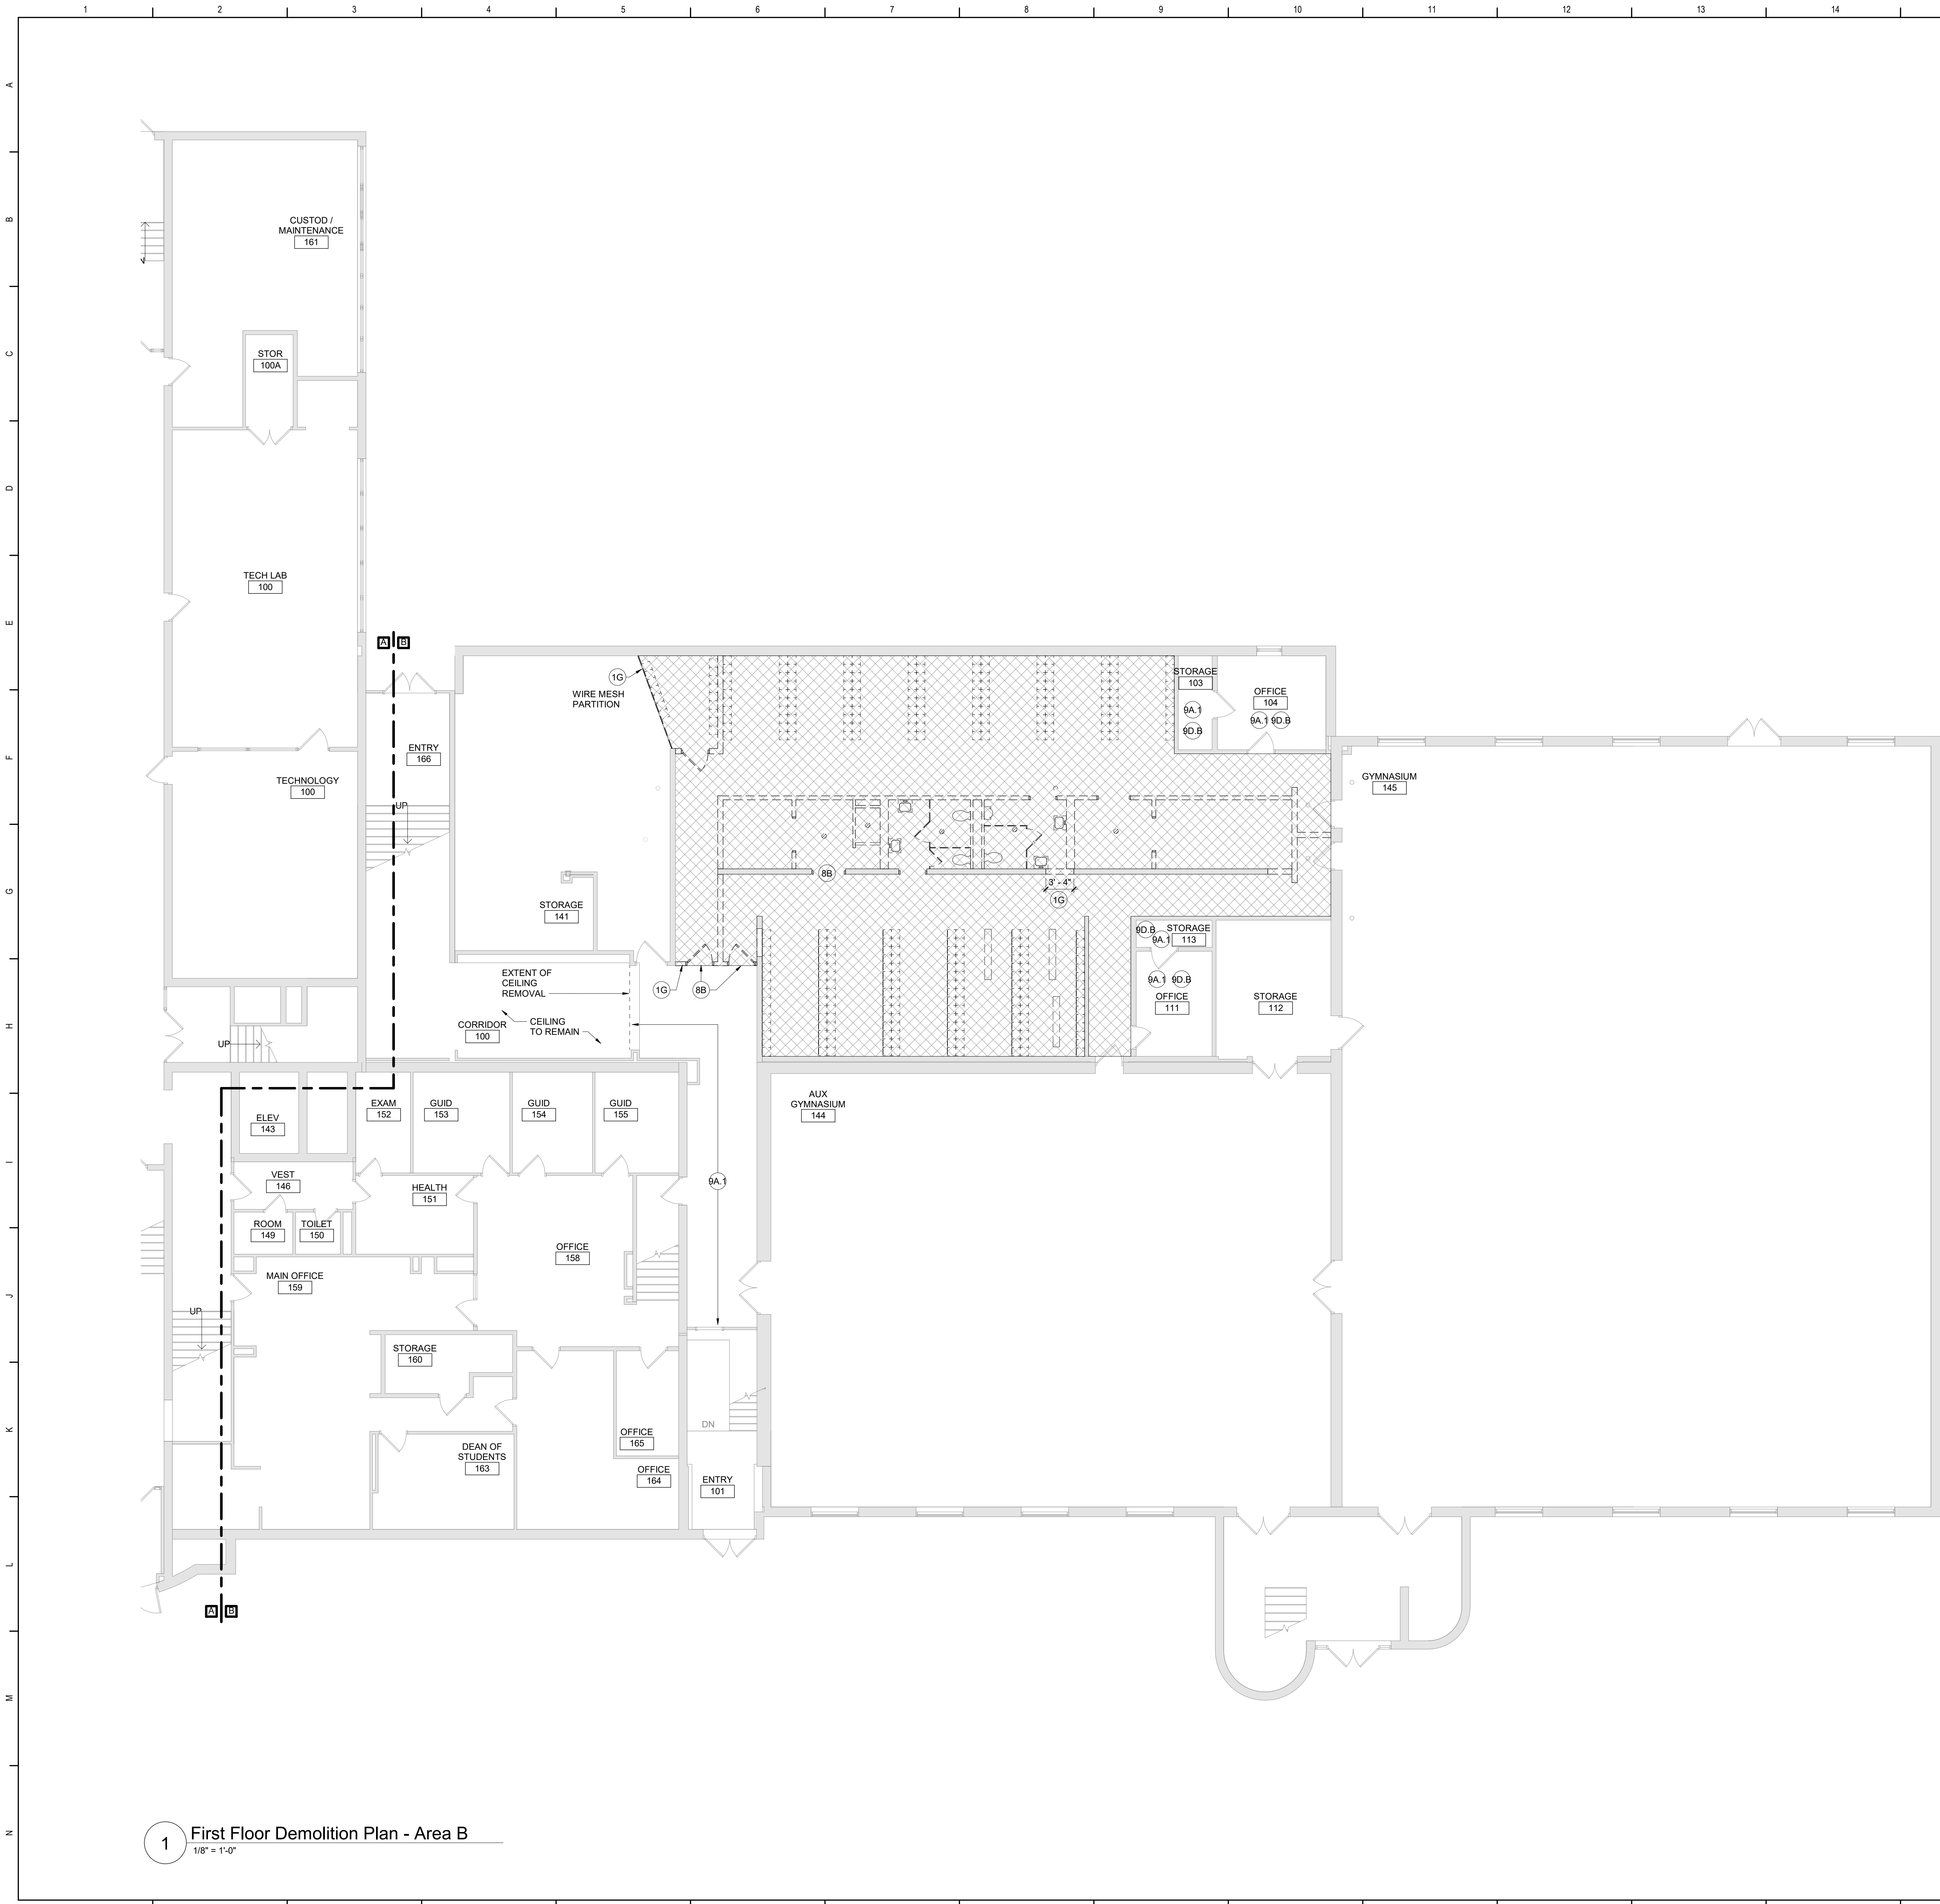 1 2 3 4 5 6 7 8 9 10 11 12 13 14
A
B
C
D
E
F
G
H
I
J
K
L
M
N
CUSTOD /
MAINTENANCE
161
STOR
100A
TECH LAB
100
A B
1G
WIRE MESH
PARTITION
STORAGE
103
9A.1
9D.B
OFFICE
104
9A.1 9D.B
ENTRY
166
UP
TECHNOLOGY
100
GYMNASIUM
145
8B
3' - 4"
1G
STORAGE
141
9D.B
9A.1
STORAGE
113
EXTENT OF
CEILING
REMOVAL
1G
8B
9A.1 9D.B
OFFICE
111
STORAGE
112
CEILING
TO REMAIN
CORRIDOR
100
UP
EXAM
152
GUID
153
GUID
154
GUID
155
AUX
GYMNASIUM
144
ELEV
143
VEST
146
HEALTH
151
9A.1
ROOM
149
TOILET
150
OFFICE
158
MAIN OFFICE
159
UP
STORAGE
160
DN
OFFICE
165
DEAN OF
STUDENTS
163
OFFICE
164
ENTRY
101
A B
1
First Floor Demolition Plan - Area B
1/8" = 1'-0"